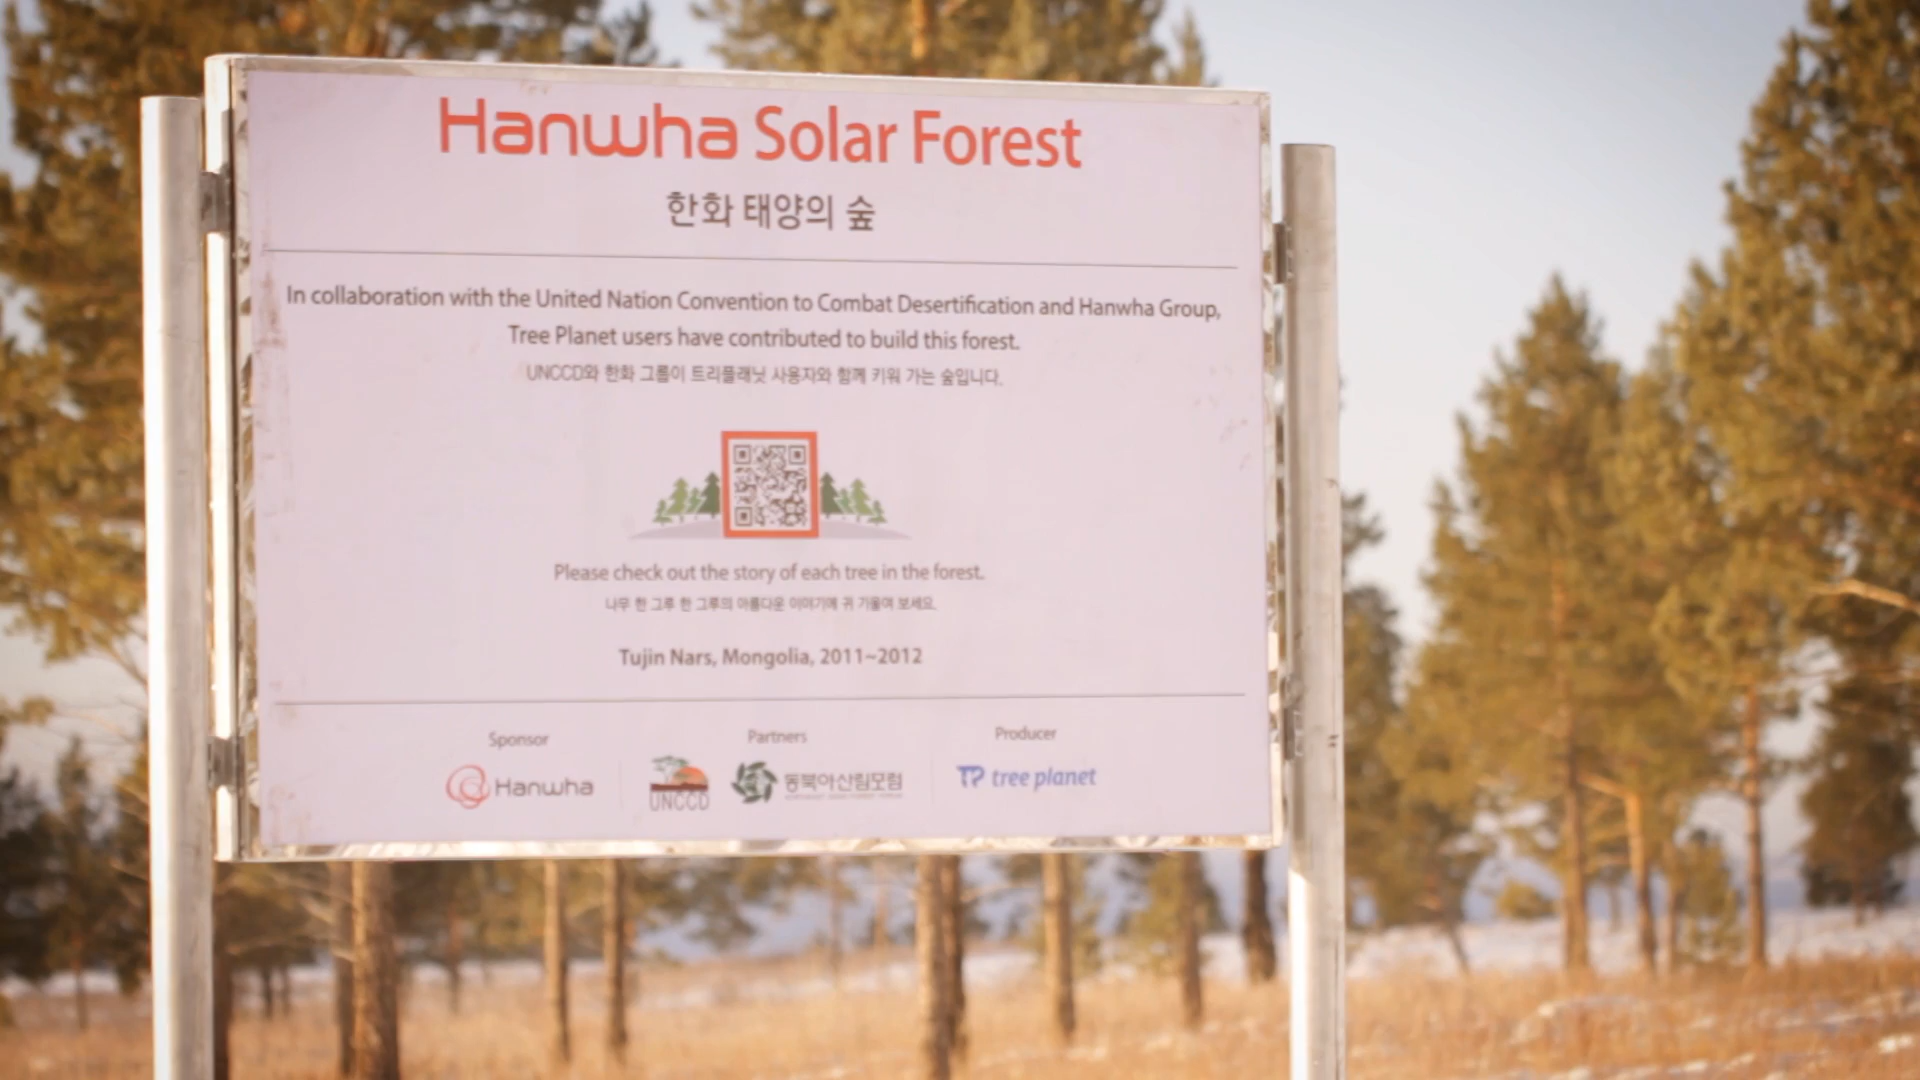 Hanwha Solar Forest
한화 태양의 숲
In collaboration with the United Nation Convention to Combat Desertification and Hanwha Group,
Tree Planet users have contributed to build this forest.
UNCCD와 한화 그룹이 트리플래닛 사용자와 함께 키워 가는 숲입니다.
Please check out the story of each tree in the forest.
나무 한 그루 한 그루의 아름다운 이야기에 귀 기울여 보세요.
Tujin Nars, Mongolia, 2011~2012
Sponsor Partners Producer
Hanwha UNCCD 동북아산림포럼 TP tree planet